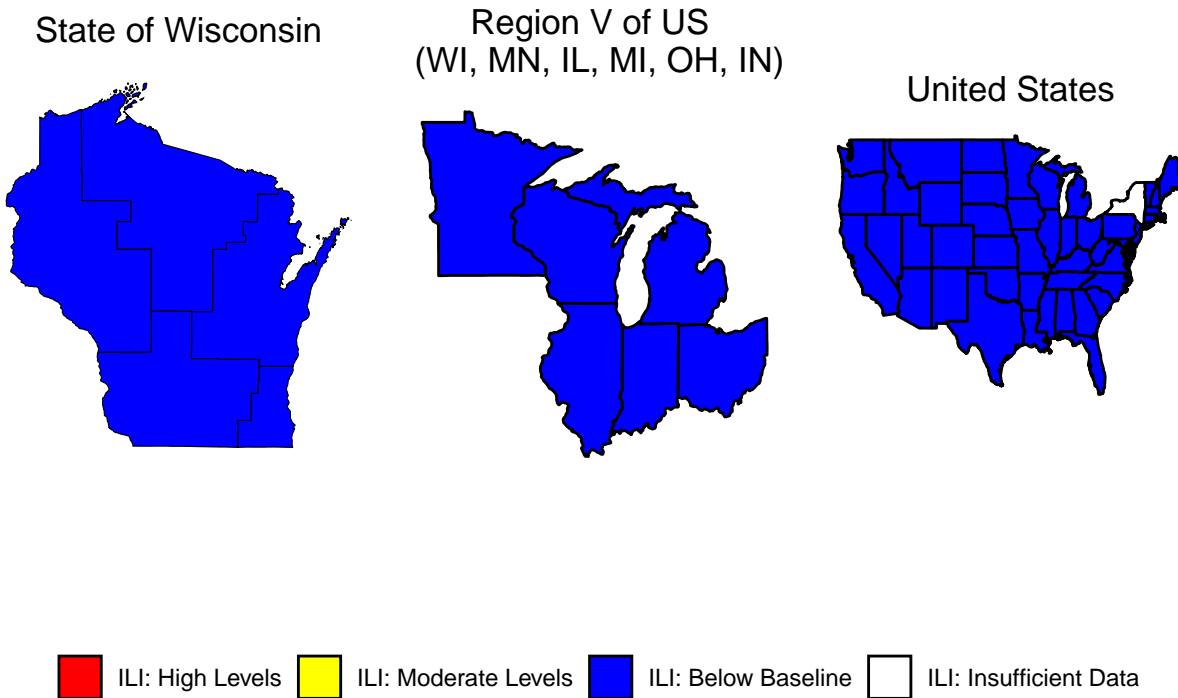 State of Wisconsin
Region V of US
(WI, MN, IL, MI, OH, IN)
United States
ILI: High Levels
ILI: Moderate Levels
ILI: Below Baseline
ILI: Insufficient Data